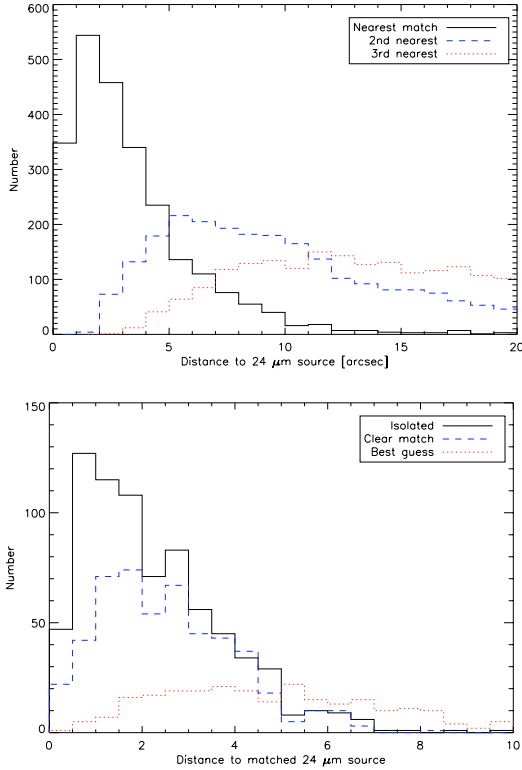 600
500
400
300
200
100
0
Number
Nearest match
2nd nearest
3rd nearest
0 5 10 15 20
Distance to 24 μm source [arcsec]
150
100
50
0
Number
Isolated
Clear match
Best guess
0 2 4 6 8 10
Distance to matched 24 μm source